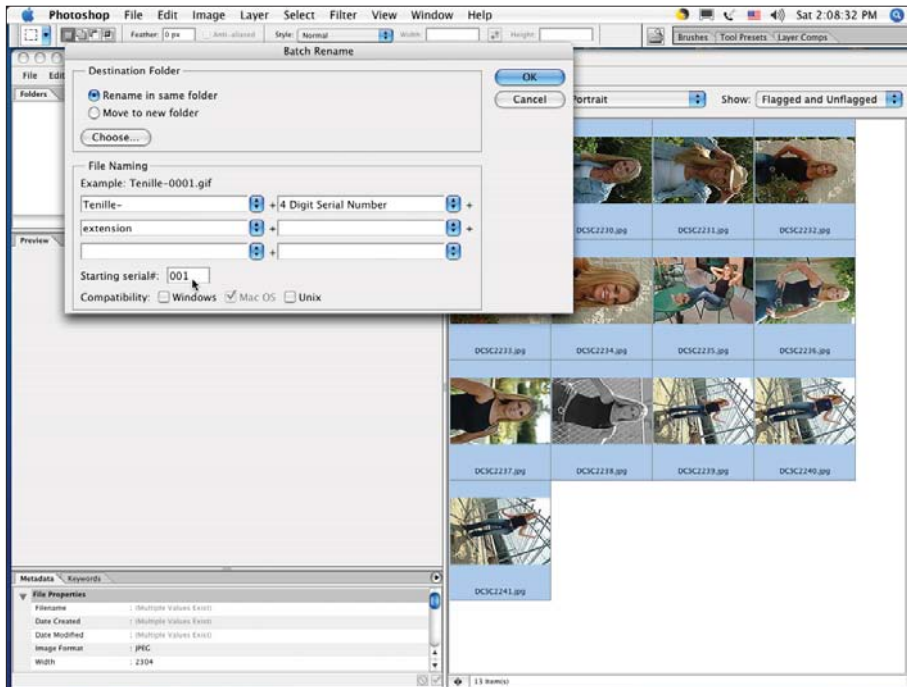 Photoshop File Edit Image Layer Select Filter View Window Help Sat 2:08:32 PM
Feather: 0 px Anti-aliased Style: Normal Width: Height: Brushes Tool Presets Layer Comps
Batch Rename
File Edit
Folders
Destination Folder
Rename in same folder
Move to new folder
Choose...
OK
Cancel
Portrait Show: Flagged and Unflagged
File Naming
Example: Tenille-0001.gif
Tenille- + 4 Digit Serial Number +
extension + +
+
Starting serial#: 001
Compatibility: Windows Mac OS Unix
Preview
DCSC2230.jpg DCSC2231.jpg DCSC2232.jpg
DCSC2233.jpg DCSC2234.jpg DCSC2235.jpg DCSC2236.jpg
DCSC2237.jpg DCSC2238.jpg DCSC2239.jpg DCSC2240.jpg
DCSC2241.jpg
Metadata Keywords
File Properties
Filename : (Multiple Values Exist)
Date Created : (Multiple Values Exist)
Date Modified : (Multiple Values Exist)
Image Format : JPEG
Width : 2304
13 Item(s)